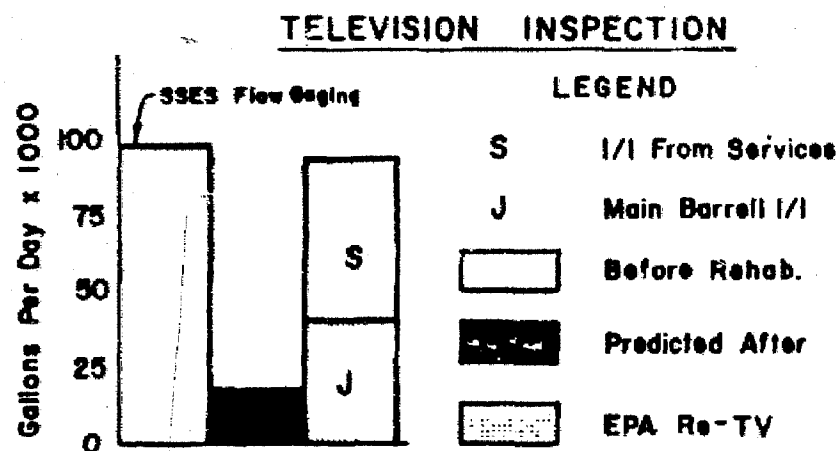 TELEVISION INSPECTION
SSES Flow Gaging
LEGEND
Gallons Per Day x 1000
100
75
50
25
0
S
J
S I/I From Services
J Main Barrell I/I
Before Rehab.
Predicted After
EPA Re-TV